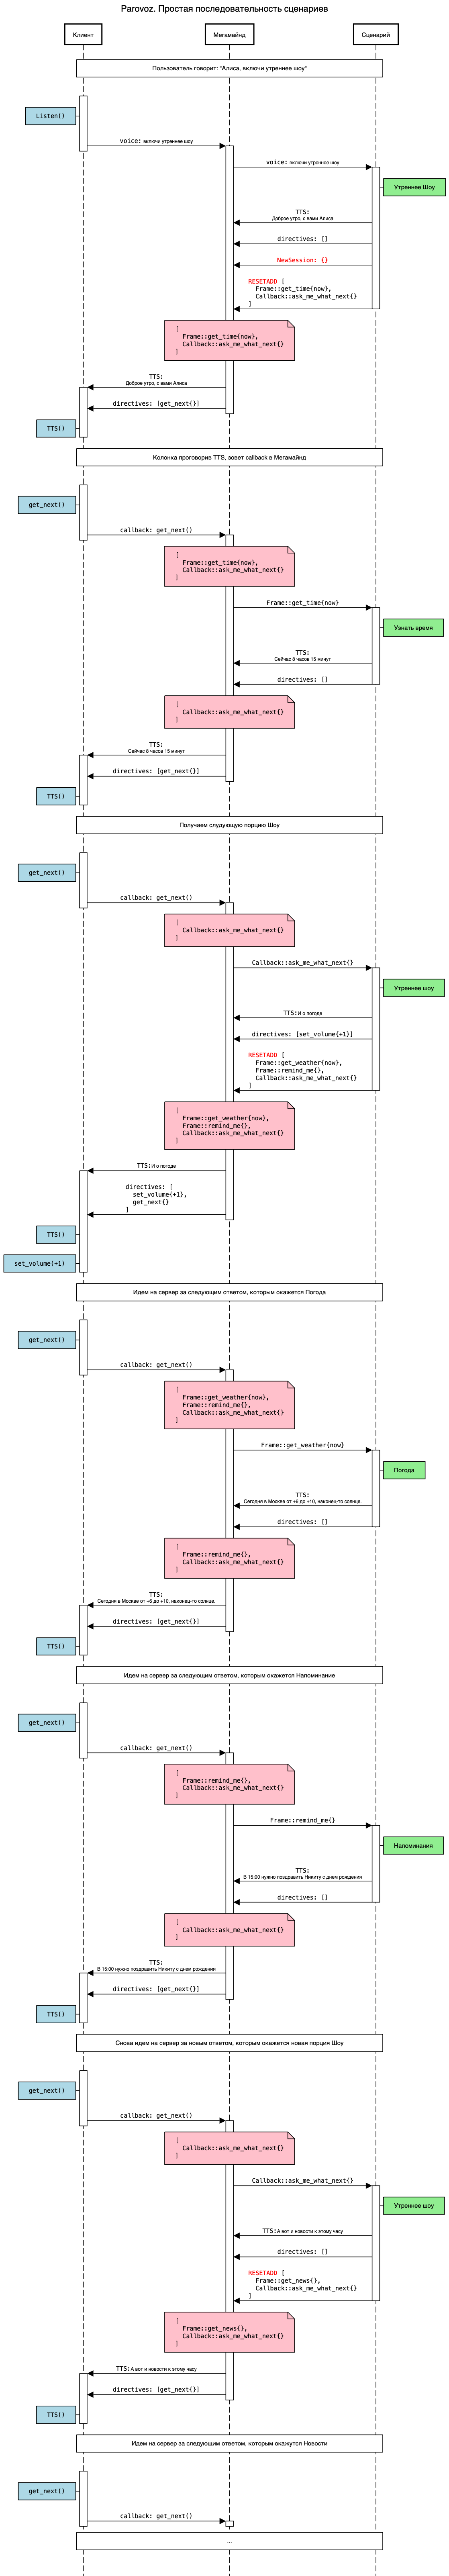 Parovoz. Простая последовательность сценариев
Клиент
Мегамайнд
Сценарий
Пользователь говорит: "Алиса, включи утреннее шоу"
Listen()
voice: включи утреннее шоу
voice: включи утреннее шоу
Утреннее Шоу
TTS:
Доброе утро, с вами Алиса
directives: []
NewSession: {}
RESETADD [
Frame::get_time{now},
Callback::ask_me_what_next{}
]
[
Frame::get_time{now},
Callback::ask_me_what_next{}
]
TTS:
Доброе утро, с вами Алиса
directives: [get_next{}]
TTS()
Колонка проговорив TTS, зовет callback в Мегамайнд
get_next()
callback: get_next()
[
Frame::get_time{now},
Callback::ask_me_what_next{}
]
Frame::get_time{now}
Узнать время
TTS:
Сейчас 8 часов 15 минут
directives: []
[
Callback::ask_me_what_next{}
]
TTS:
Сейчас 8 часов 15 минут
directives: [get_next{}]
TTS()
Получаем слудующую порцию Шоу
get_next()
callback: get_next()
[
Callback::ask_me_what_next{}
]
Callback::ask_me_what_next{}
Утреннее шоу
TTS:И о погоде
directives: [set_volume{+1}]
RESETADD [
Frame::get_weather{now},
Frame::remind_me{},
Callback::ask_me_what_next{}
]
[
Frame::get_weather{now},
Frame::remind_me{},
Callback::ask_me_what_next{}
]
TTS:И о погоде
directives: [
set_volume{+1},
get_next{}
]
TTS()
set_volume(+1)
Идем на сервер за следующим ответом, которым окажется Погода
get_next()
callback: get_next()
[
Frame::get_weather{now},
Frame::remind_me{},
Callback::ask_me_what_next{}
]
Frame::get_weather{now}
Погода
TTS:
Сегодня в Москве от +6 до +10, наконец-то солнце.
directives: []
[
Frame::remind_me{},
Callback::ask_me_what_next{}
]
TTS:
Сегодня в Москве от +6 до +10, наконец-то солнце.
directives: [get_next{}]
TTS()
Идем на сервер за следующим ответом, которым окажется Напоминание
get_next()
callback: get_next()
[
Frame::remind_me{},
Callback::ask_me_what_next{}
]
Frame::remind_me{}
Напоминания
TTS:
В 15:00 нужно поздравить Никиту с днем рождения
directives: []
[
Callback::ask_me_what_next{}
]
TTS:
В 15:00 нужно поздравить Никиту с днем рождения
directives: [get_next{}]
TTS()
Снова идем на сервер за новым ответом, которым окажется новая порция Шоу
get_next()
callback: get_next()
[
Callback::ask_me_what_next{}
]
Callback::ask_me_what_next{}
Утреннее шоу
TTS:А вот и новости к этому часу
directives: []
RESETADD [
Frame::get_news{},
Callback::ask_me_what_next{}
]
[
Frame::get_news{},
Callback::ask_me_what_next{}
]
TTS:А вот и новости к этому часу
directives: [get_next{}]
TTS()
Идем на сервер за следующим ответом, которым окажутся Новости
get_next()
callback: get_next()
...